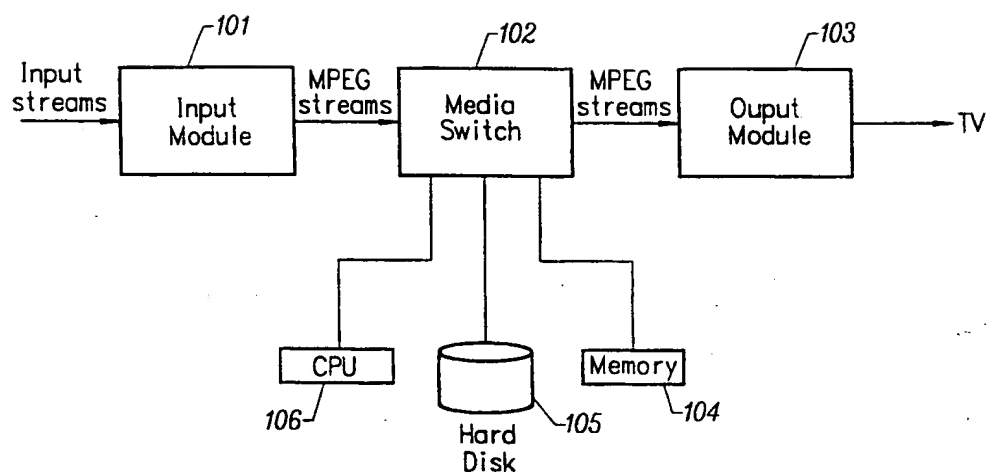 101
102
103
Input
streams
Input
Module
MPEG
streams
Media
Switch
MPEG
streams
Ouput
Module
TV
CPU
106
105
Hard
Disk
Memory
104